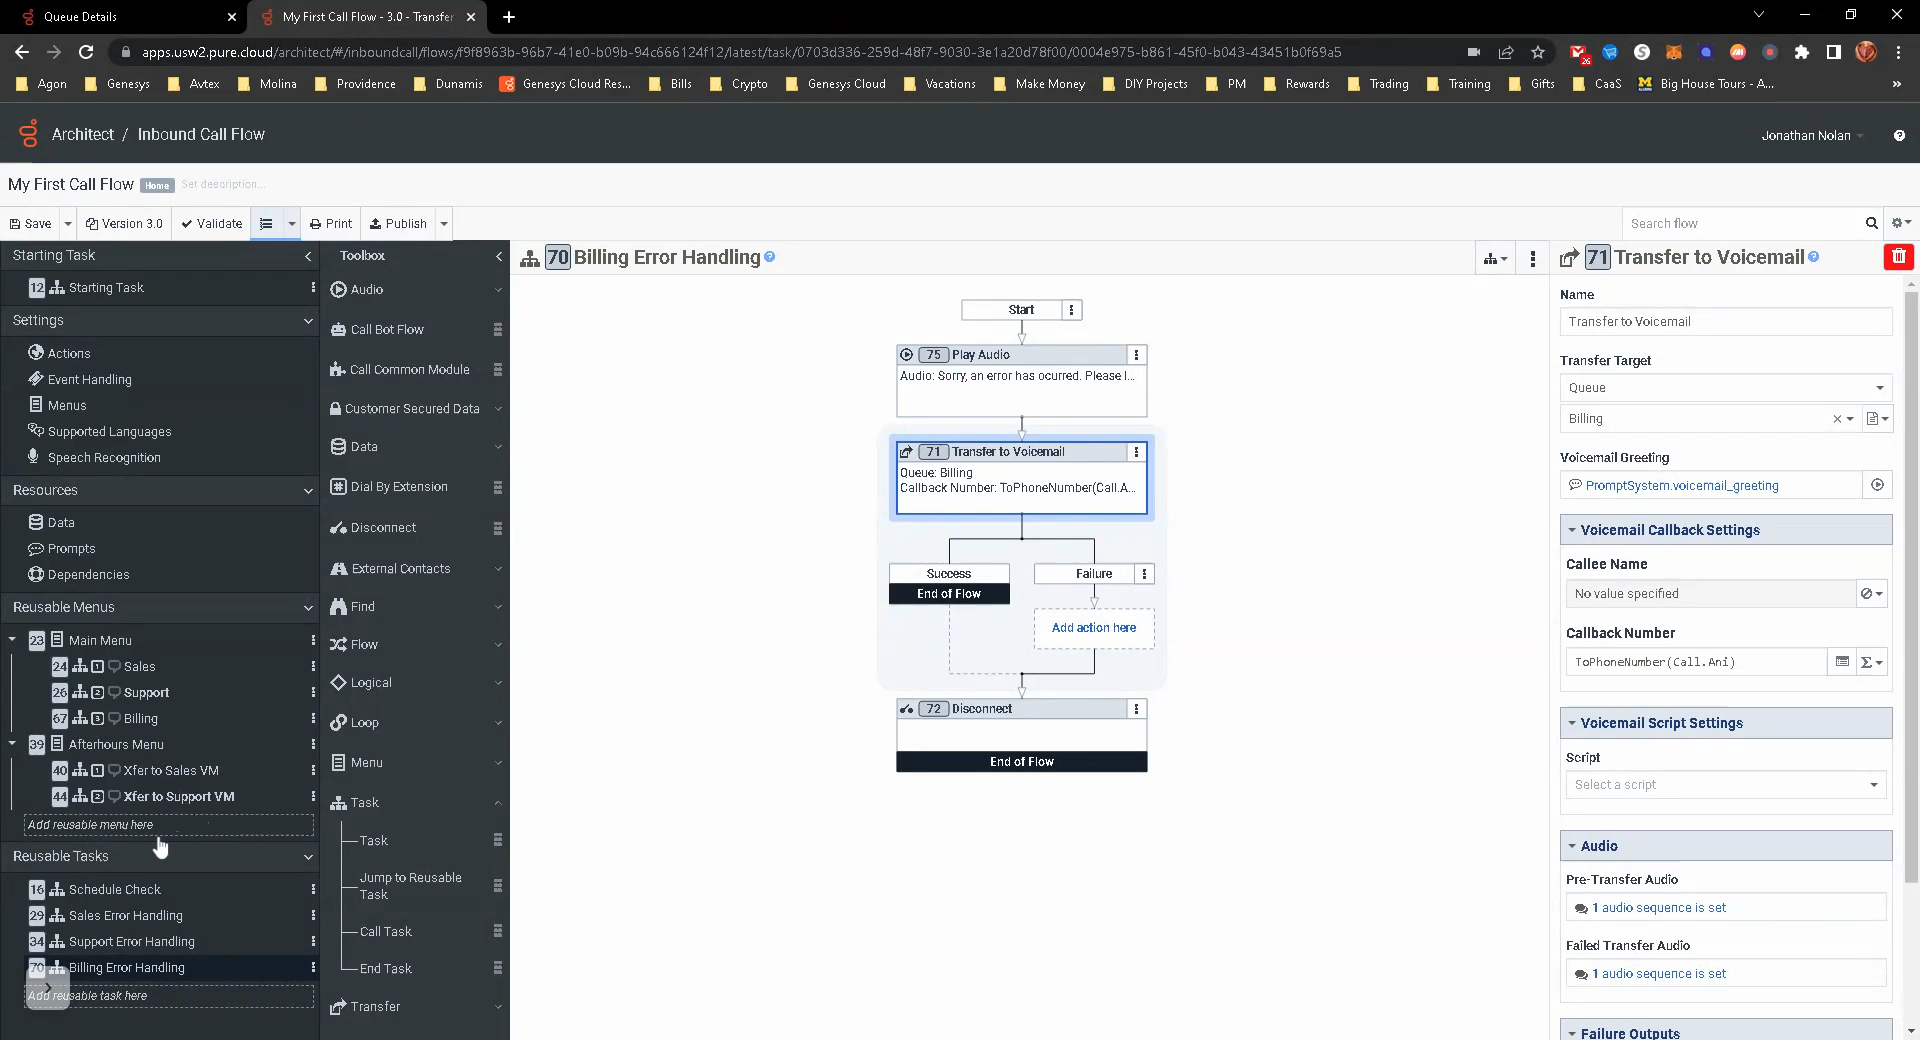 Queue Details
My First Call Flow - 3.0 - Transfer
apps.usw2.pure.cloud/architect/#/inboundcall/flows/f9f8963b-96b7-41e0-b09b-94c666124f12/latest/task/0703d336-259d-48f7-9030-3e1a20d78f00/0004e975-b861-45f0-b043-43451b0f69a5
26
Agon
Genesys
Avtex
Molina
Providence
Dunamis
Genesys Cloud Res...
Bills
Crypto
Genesys Cloud
Vacations
Make Money
DIY Projects
PM
Rewards
Trading
Training
Gifts
CaaS
Big House Tours - A...
Architect / Inbound Call Flow
Jonathan Nolan
My First Call Flow Home Set description...
Save
Version 3.0
Validate
Print
Publish
Search flow
Starting Task
12 Starting Task
Settings
Actions
Event Handling
Menus
Supported Languages
Speech Recognition
Resources
Data
Prompts
Dependencies
Reusable Menus
23 Main Menu
24 1 Sales
26 2 Support
67 3 Billing
39 Afterhours Menu
40 1 Xfer to Sales VM
44 2 Xfer to Support VM
Add reusable menu here
Reusable Tasks
16 Schedule Check
29 Sales Error Handling
34 Support Error Handling
70 Billing Error Handling
Add reusable task here
Toolbox
Audio
Call Bot Flow
Call Common Module
Customer Secured Data
Data
Dial By Extension
Disconnect
External Contacts
Find
Flow
Logical
Loop
Menu
Task
Task
Jump to Reusable
Task
Call Task
End Task
Transfer
70 Billing Error Handling
Start
75 Play Audio
Audio: Sorry, an error has ocurred. Please l...
71 Transfer to Voicemail
Queue: Billing
Callback Number: ToPhoneNumber(Call.A...
Success
End of Flow
Failure
Add action here
72 Disconnect
End of Flow
71 Transfer to Voicemail
Name
Transfer to Voicemail
Transfer Target
Queue
Billing
Voicemail Greeting
PromptSystem.voicemail_greeting
Voicemail Callback Settings
Callee Name
No value specified
Callback Number
ToPhoneNumber(Call.Ani)
Voicemail Script Settings
Script
Select a script
Audio
Pre-Transfer Audio
1 audio sequence is set
Failed Transfer Audio
1 audio sequence is set
Failure Outputs